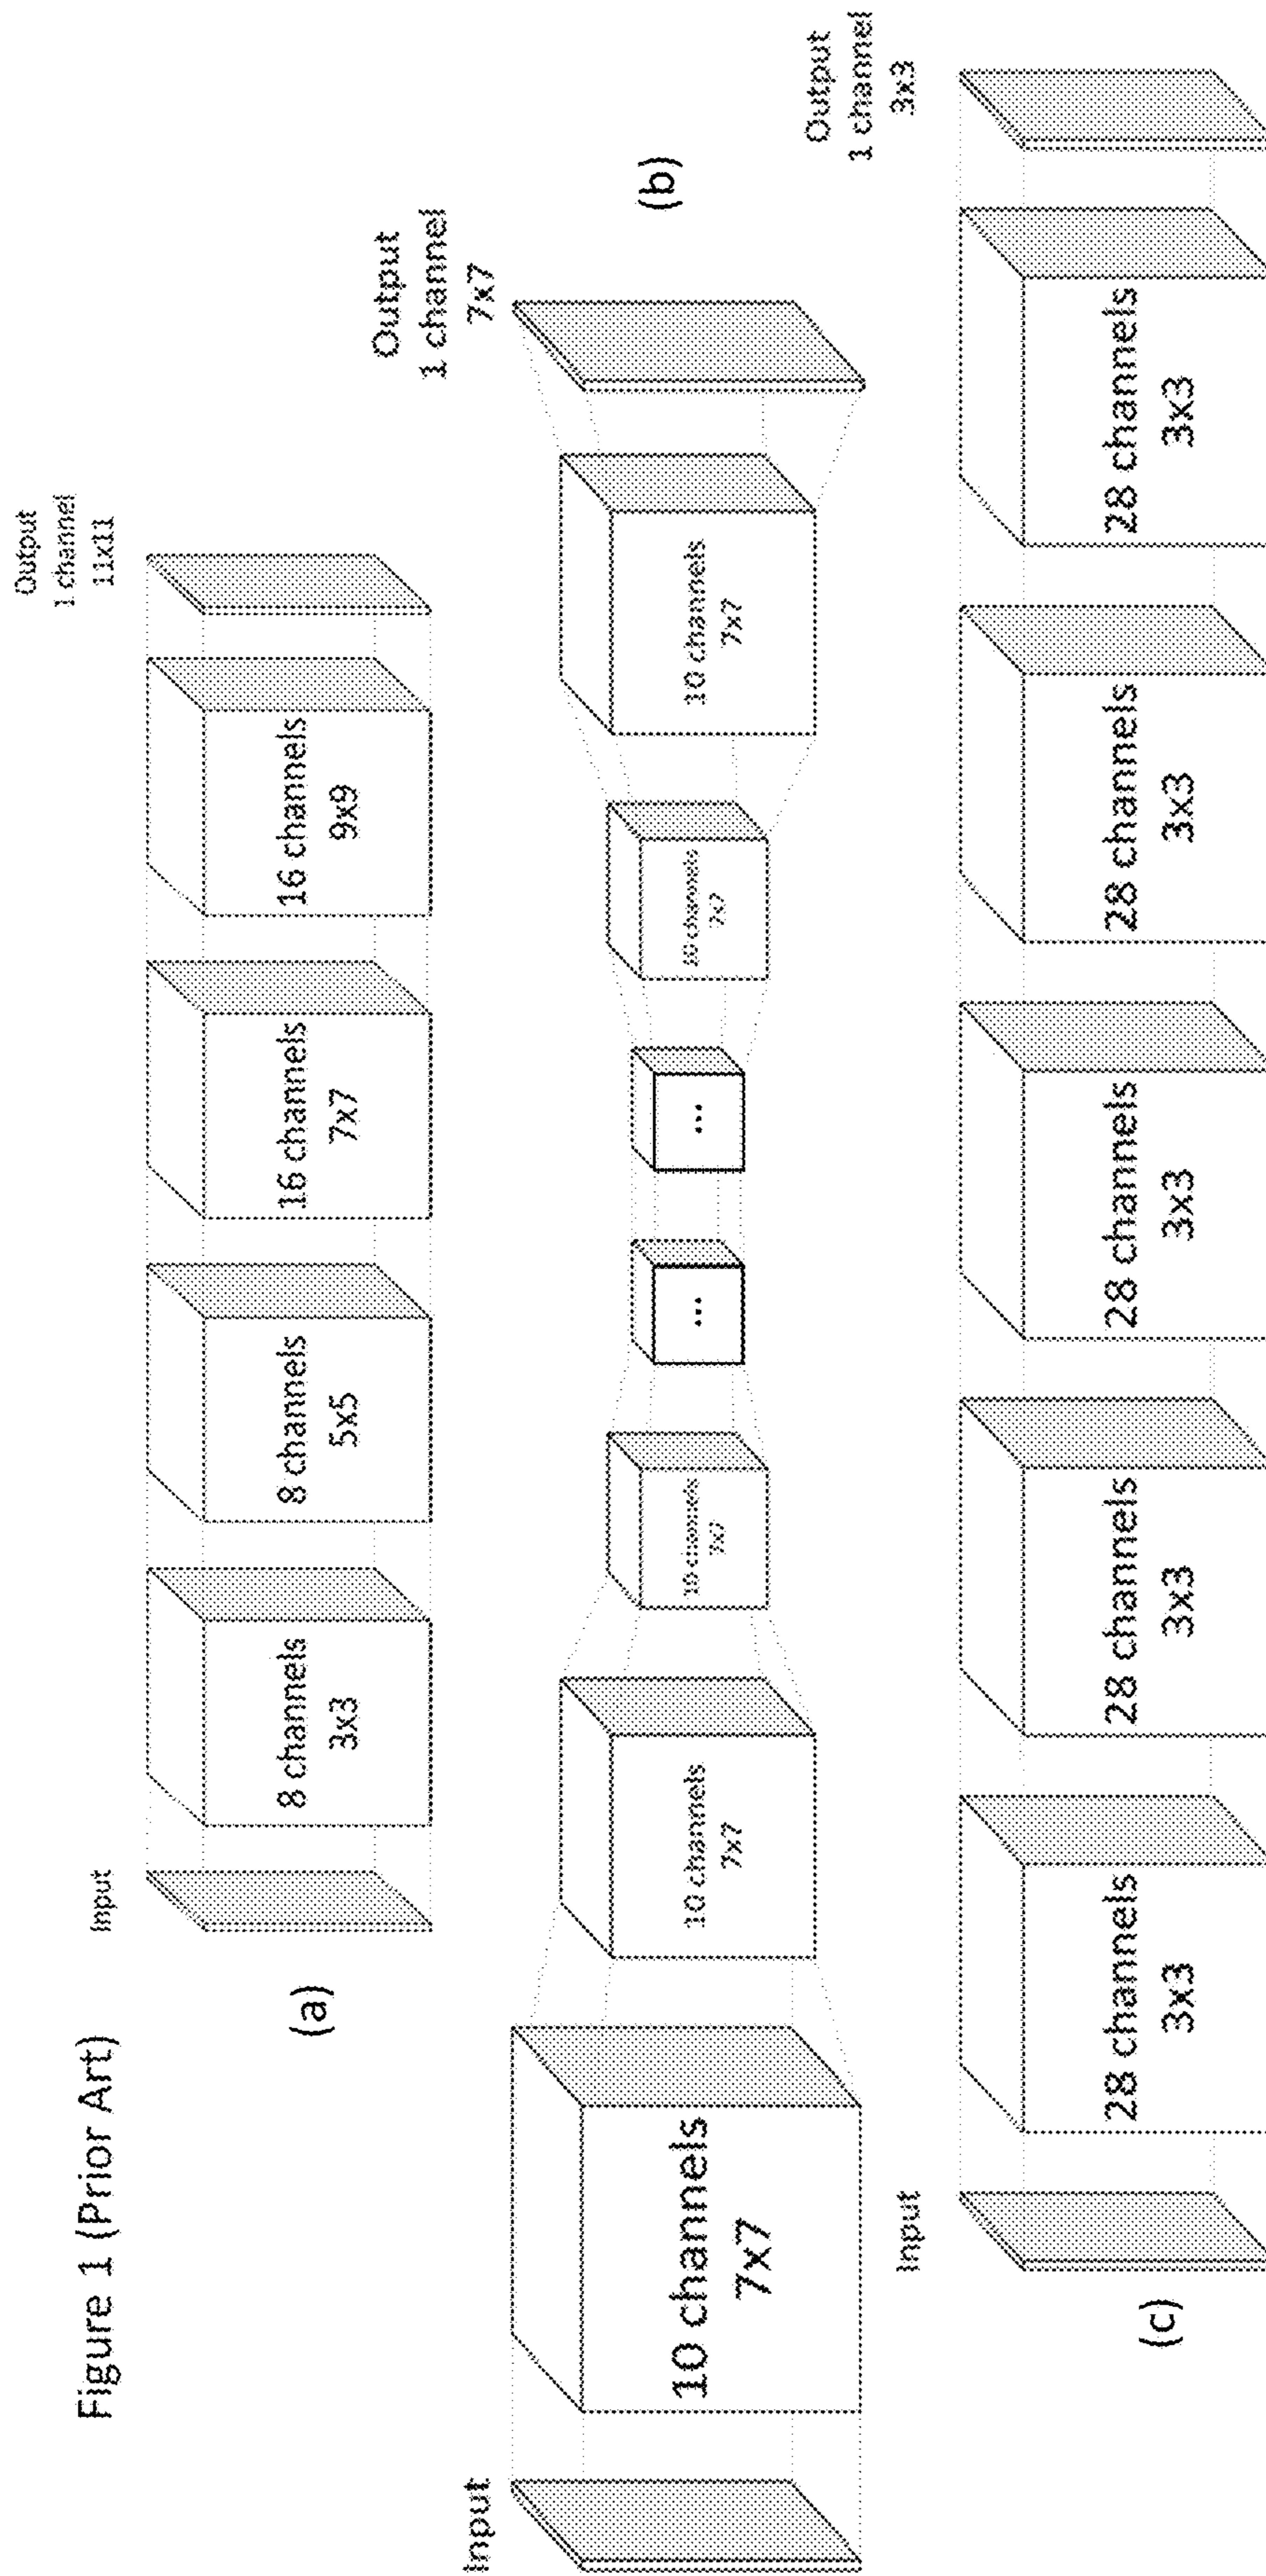 Figure 1 (Prior Art)
(a)
Input
8 channels
3x3
8 channels
5x5
16 channels
7x7
16 channels
9x9
Output
1 channel
11x11
Input
10 channels
7x7
10 channels
7x7
10 channels
7x7
...
...
10 channels
7x7
10 channels
7x7
Output
1 channel
7x7
(b)
(c)
Input
28 channels
3x3
28 channels
3x3
28 channels
3x3
28 channels
3x3
28 channels
3x3
Output
1 channel
3x3